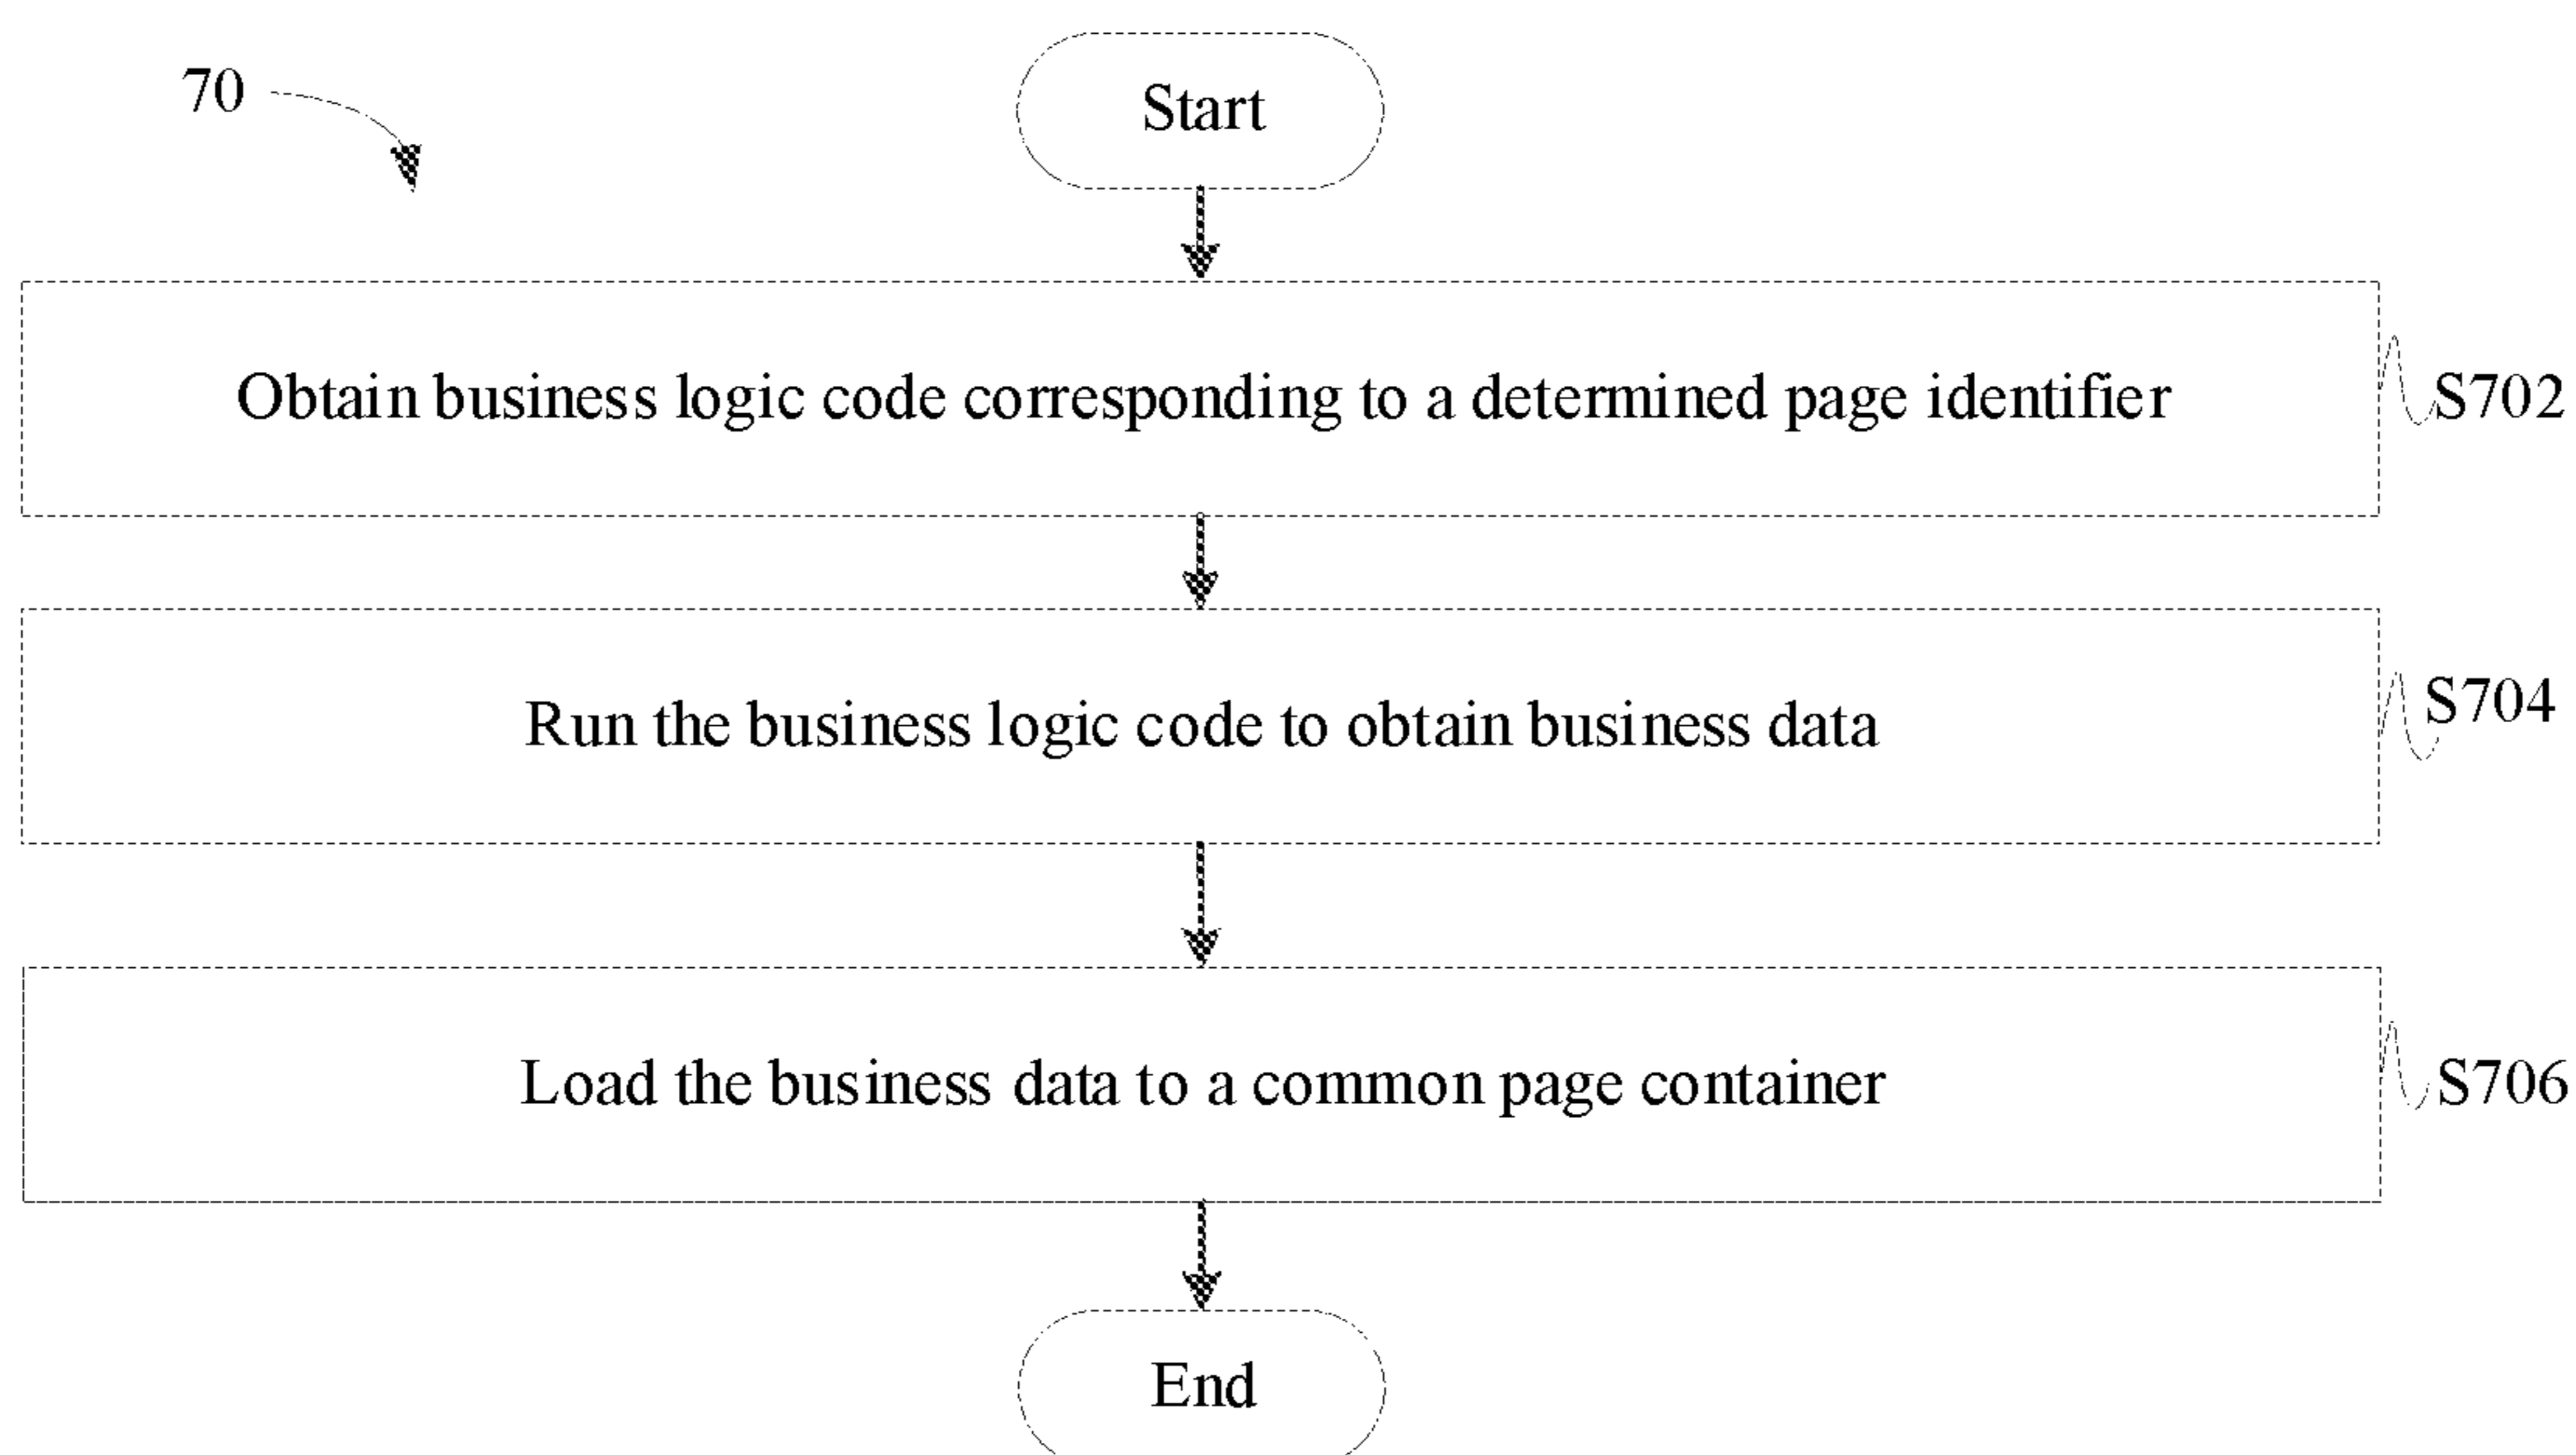 70
Start
Obtain business logic code corresponding to a determined page identifier
S702
Run the business logic code to obtain business data
S704
Load the business data to a common page container
S706
End